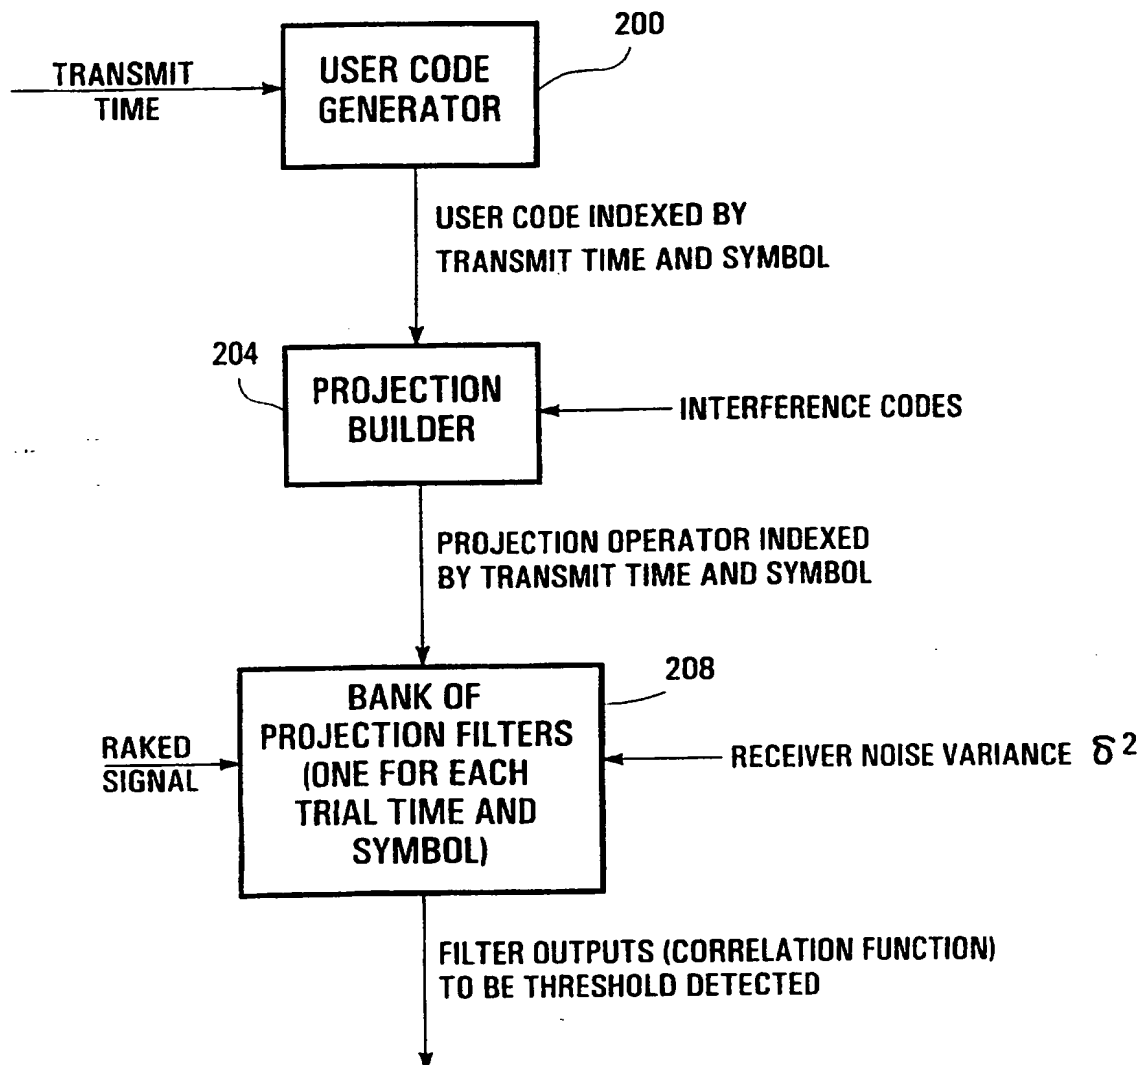 200
USER CODE
GENERATOR
TRANSMIT
TIME
USER CODE INDEXED BY
TRANSMIT TIME AND SYMBOL
204
PROJECTION
BUILDER
INTERFERENCE CODES
PROJECTION OPERATOR INDEXED
BY TRANSMIT TIME AND SYMBOL
208
BANK OF
PROJECTION FILTERS
(ONE FOR EACH
TRIAL TIME AND
SYMBOL)
RAKED
SIGNAL
RECEIVER NOISE VARIANCE δ²
FILTER OUTPUTS (CORRELATION FUNCTION)
TO BE THRESHOLD DETECTED